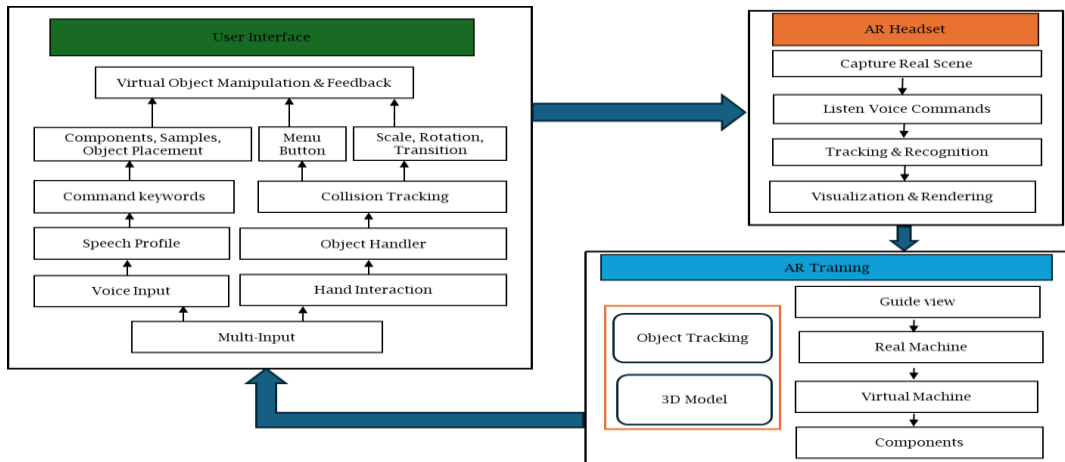 User Interface
Virtual Object Manipulation & Feedback
Components, Samples,
Object Placement
Menu
Button
Scale, Rotation,
Transition
Command keywords
Collision Tracking
Speech Profile
Object Handler
Voice Input
Hand Interaction
Multi-Input
AR Headset
Capture Real Scene
Listen Voice Commands
Tracking & Recognition
Visualization & Rendering
AR Training
Object Tracking
3D Model
Guide view
Real Machine
Virtual Machine
Components